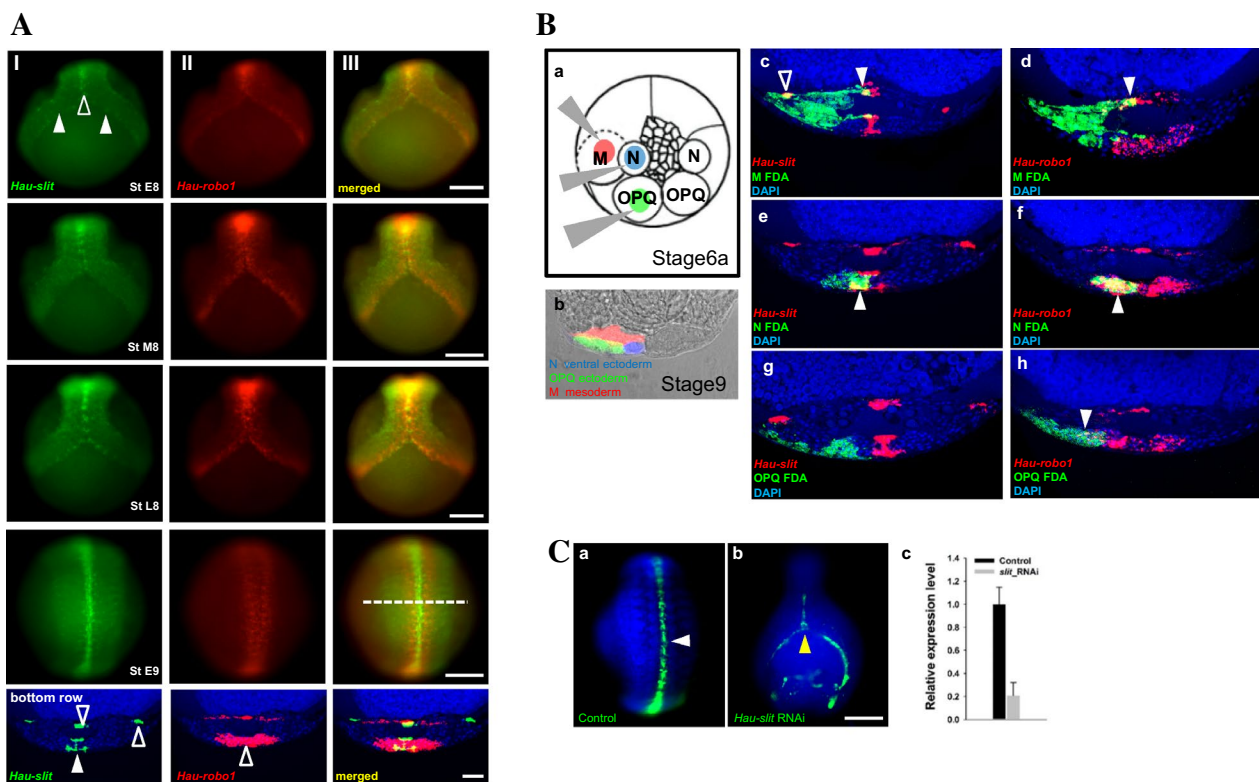 A
I
II
III
Hau-slit
St E8
Hau-robo1
merged
St M8
St L8
St E9
bottom row
Hau-slit
Hau-robo1
merged
B
a
M
N
N
OPQ
OPQ
Stage6a
b
N ventral ectoderm
OPQ ectoderm
M mesoderm
Stage9
c
Hau-slit
M FDA
DAPI
d
Hau-robo1
M FDA
DAPI
e
Hau-slit
N FDA
DAPI
f
Hau-robo1
N FDA
DAPI
g
Hau-slit
OPQ FDA
DAPI
h
Hau-robo1
OPQ FDA
DAPI
C
a
Control
b
Hau-slit RNAi
c
Relative expression level
1.4
1.2
1.0
0.8
0.6
0.4
0.2
0.0
Control
slit_RNAi